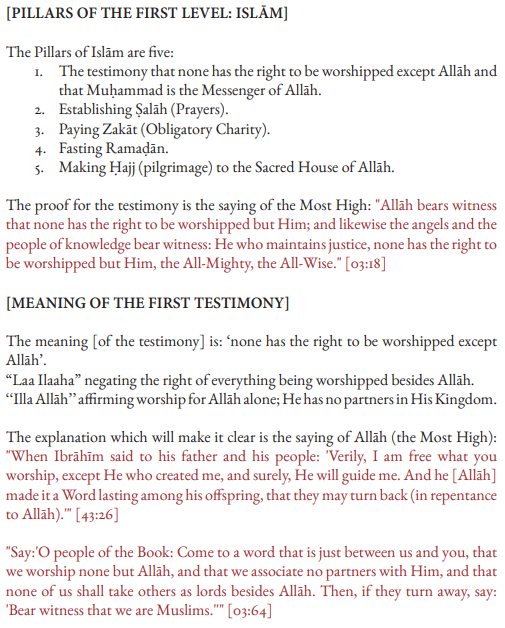 [PILLARS OF THE FIRST LEVEL: ISLĀM]
The Pillars of Islām are five:
1. The testimony that none has the right to be worshipped except Allāh and
that Muḥammad is the Messenger of Allāh.
2. Establishing Ṣalāh (Prayers).
3. Paying Zakāt (Obligatory Charity).
4. Fasting Ramaḍān.
5. Making Ḥajj (pilgrimage) to the Sacred House of Allāh.
The proof for the testimony is the saying of the Most High: "Allāh bears witness
that none has the right to be worshipped but Him; and likewise the angels and the
people of knowledge bear witness: He who maintains justice, none has the right to
be worshipped but Him, the All-Mighty, the All-Wise." [03:18]
[MEANING OF THE FIRST TESTIMONY]
The meaning [of the testimony] is: ‘none has the right to be worshipped except
Allāh’.
“Laa Ilaaha” negating the right of everything being worshipped besides Allāh.
‘‘Illa Allāh’’ affirming worship for Allāh alone; He has no partners in His Kingdom.
The explanation which will make it clear is the saying of Allāh (the Most High):
"When Ibrāhīm said to his father and his people: 'Verily, I am free what you
worship, except He who created me, and surely, He will guide me. And he [Allāh]
made it a Word lasting among his offspring, that they may turn back (in repentance
to Allāh).'" [43:26]
"Say:'O people of the Book: Come to a word that is just between us and you, that
we worship none but Allāh, and that we associate no partners with Him, and that
none of us shall take others as lords besides Allāh. Then, if they turn away, say:
'Bear witness that we are Muslims.'"" [03:64]